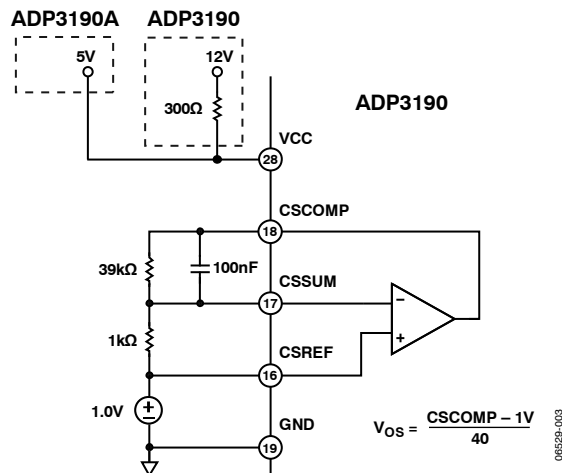 ADP3190A ADP3190
5V 12V
ADP3190
300Ω
VCC
28
CSCOMP
18
39kΩ 100nF
CSSUM
17 –
1kΩ
+
CSREF
16
1.0V
GND
19
VOS = CSCOMP – 1V
40
06529-003